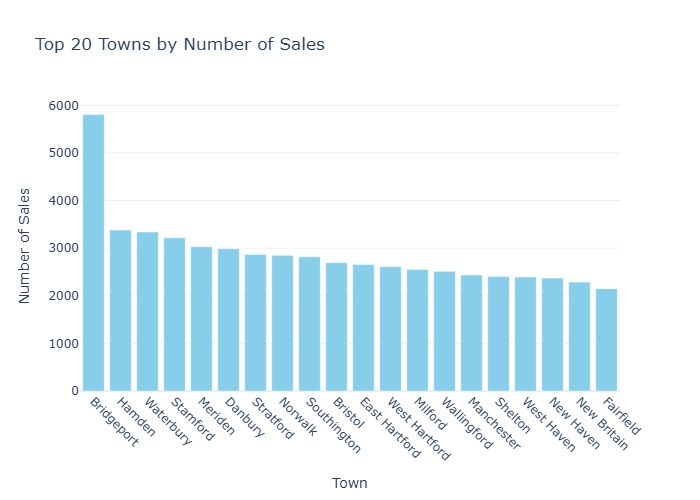 Top 20 Towns by Number of Sales
Number of Sales
6000
5000
4000
3000
2000
1000
0
Bridgeport
Hamden
Waterbury
Stamford
Meriden
Danbury
Stratford
Norwalk
Southington
Bristol
East Hartford
West Hartford
Milford
Wallingford
Manchester
Shelton
West Haven
New Haven
New Britain
Fairfield
Town